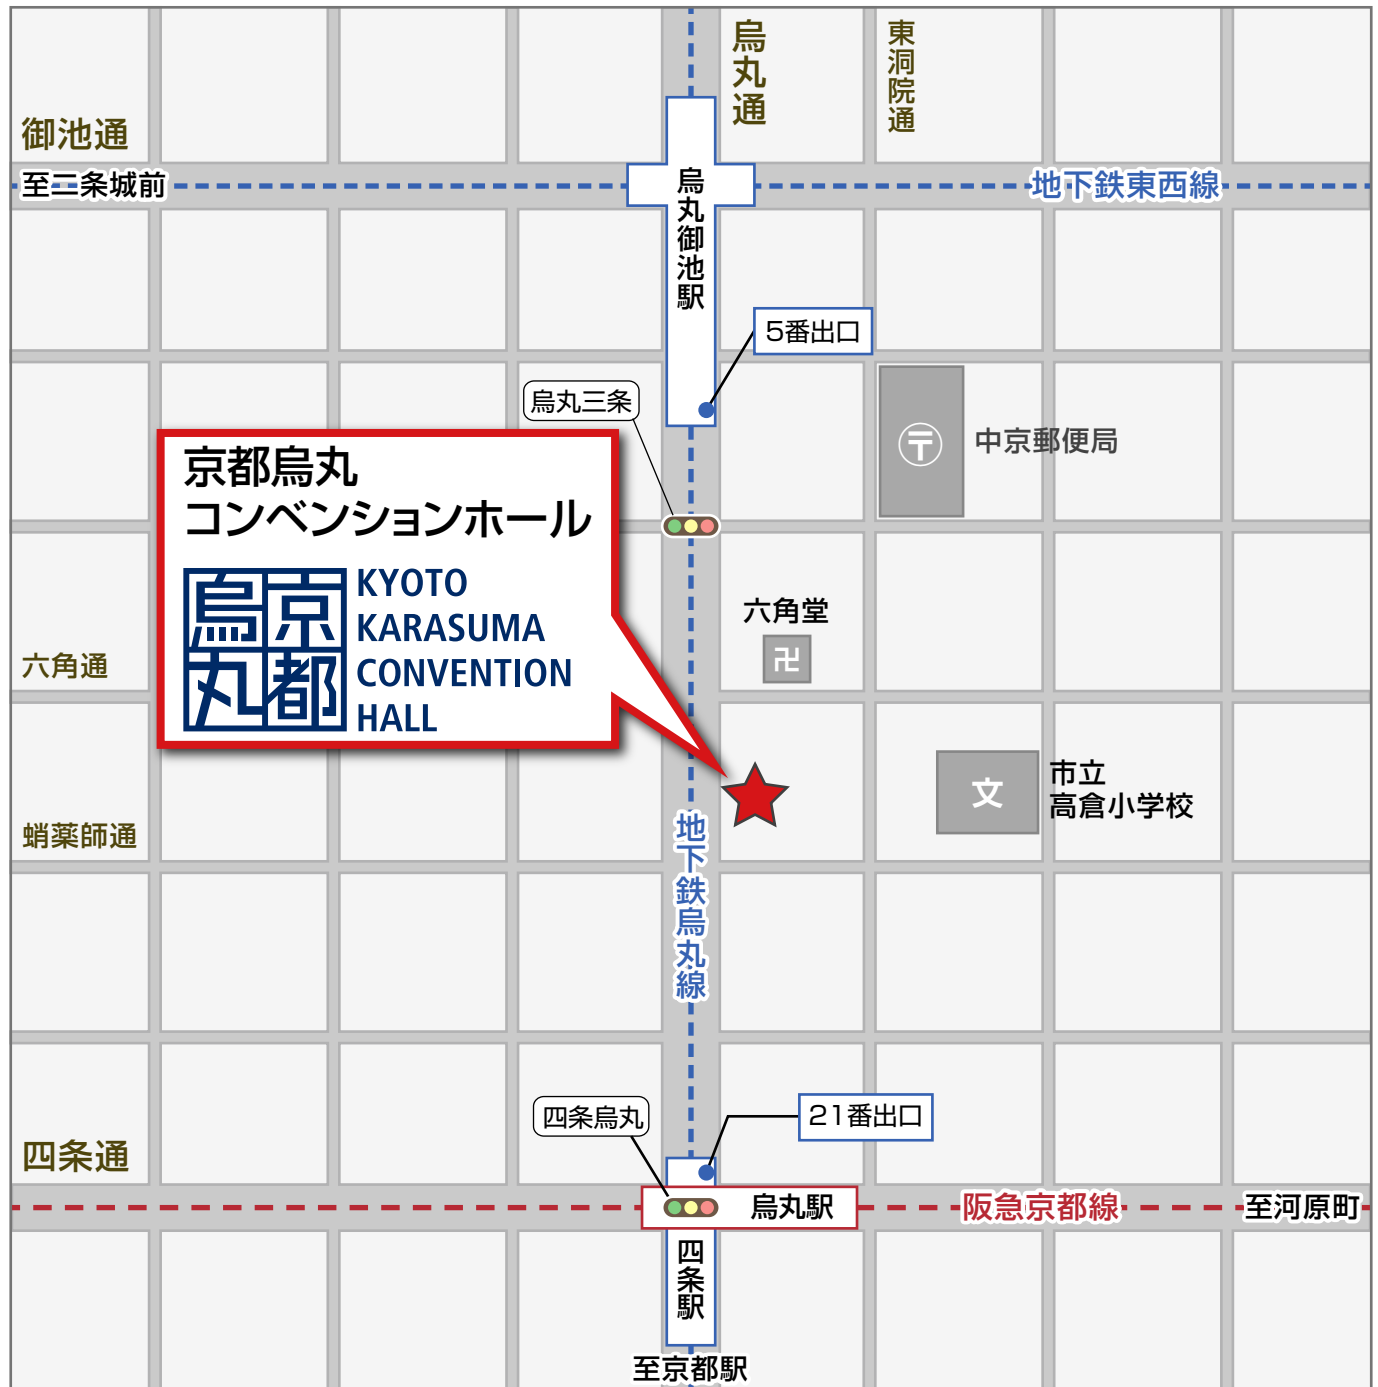 烏丸通
東洞院通
御池通
至二条城前
地下鉄東西線
烏丸御池駅
5番出口
烏丸三条
〒
中京郵便局
京都烏丸
コンベンションホール
烏丸京都
KYOTO
KARASUMA
CONVENTION
HALL
六角堂
卍
六角通
文
市立
高倉小学校
蛸薬師通
地下鉄烏丸線
四条烏丸
21番出口
四条通
烏丸駅
阪急京都線
至河原町
四条駅
至京都駅